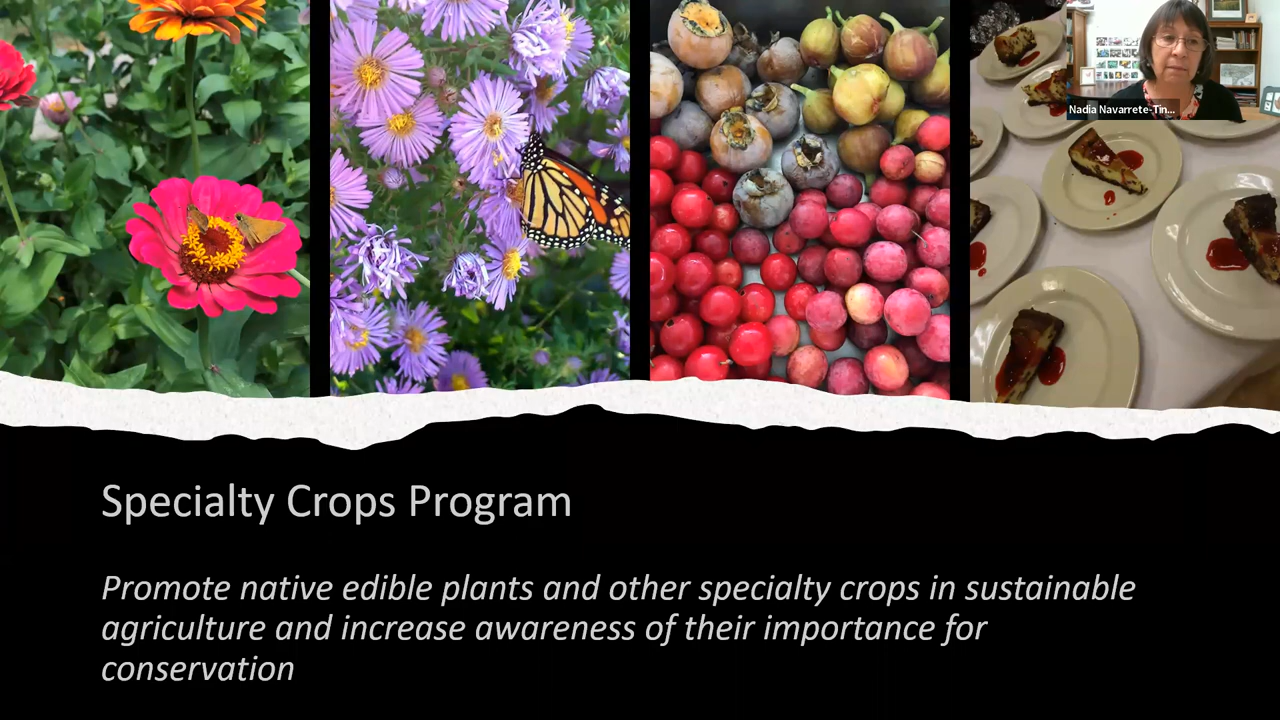 Nadia Navarrete-Tin...
Specialty Crops Program
Promote native edible plants and other specialty crops in sustainable
agriculture and increase awareness of their importance for
conservation